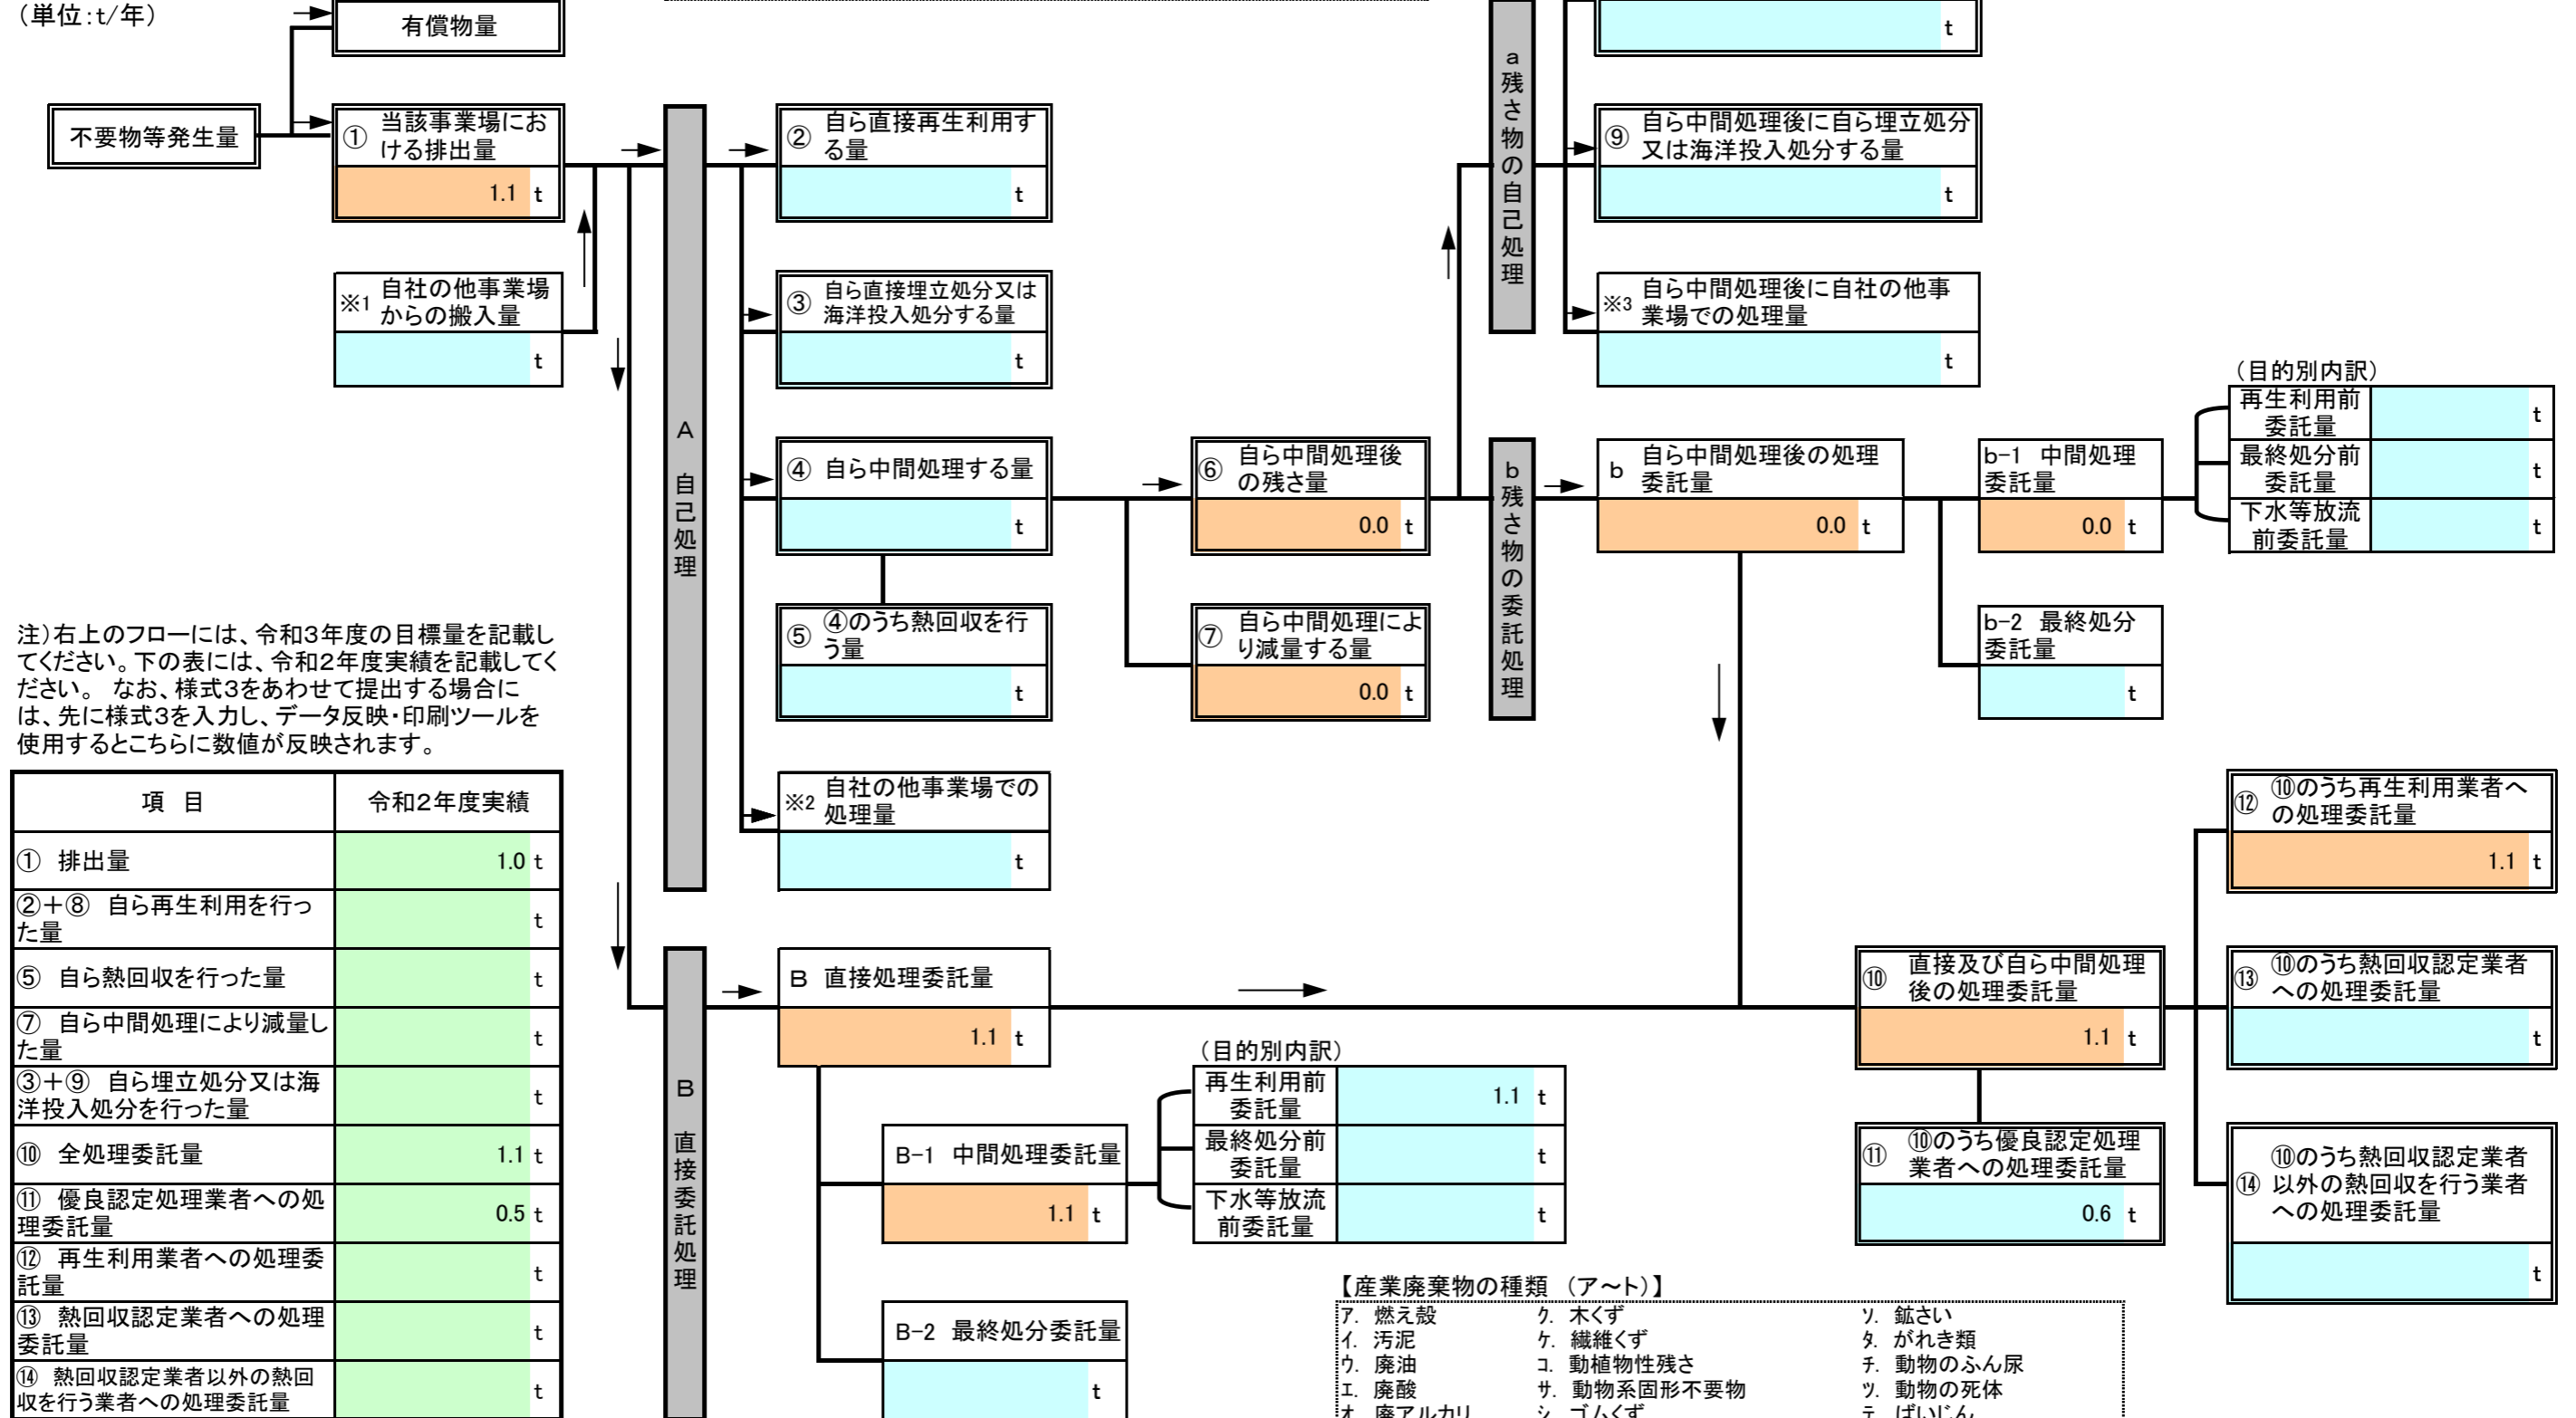 （単位：t/年）
有償物量
t
不要物等発生量
① 当該事業場にお
ける排出量
1.1 t
※1 自社の他事業場
からの搬入量
t
A 自己処理
② 自ら直接再生利用す
る量
t
③ 自ら直接埋立処分又は
海洋投入処分する量
t
④ 自ら中間処理する量
t
⑤ ④のうち熱回収を行
う量
t
※2 自社の他事業場での
処理量
t
⑥ 自ら中間処理後
の残さ量
0.0 t
⑦ 自ら中間処理によ
り減量する量
0.0 t
a 残さ物の自己処理
⑨ 自ら中間処理後に自ら埋立処分
又は海洋投入処分する量
t
※3 自ら中間処理後に自社の他事
業場での処理量
t
b 残さ物の委託処理
b 自ら中間処理後の処理
委託量
0.0 t
b-1 中間処理
委託量
0.0 t
（目的別内訳）
再生利用前
委託量
t
最終処分前
委託量
t
下水等放流
前委託量
t
b-2 最終処分
委託量
t
注）右上のフローには、令和３年度の目標量を記載し
てください。下の表には、令和２年度実績を記載してく
ださい。 なお、様式３をあわせて提出する場合に
は、先に様式３を入力し、データ反映・印刷ツールを
使用するとこちらに数値が反映されます。
項 目 令和２年度実績
① 排出量 1.0 t
②＋⑧ 自ら再生利用を行っ
た量 t
⑤ 自ら熱回収を行った量 t
⑦ 自ら中間処理により減量し
た量 t
③＋⑨ 自ら埋立処分又は海
洋投入処分を行った量 t
⑩ 全処理委託量 1.1 t
⑪ 優良認定処理業者への処
理委託量 0.5 t
⑫ 再生利用業者への処理委
託量 t
⑬ 熱回収認定業者への処理
委託量 t
⑭ 熱回収認定業者以外の熱回
収を行う業者への処理委託量 t
B 直接委託処理
B 直接処理委託量
1.1 t
B-1 中間処理委託量
1.1 t
（目的別内訳）
再生利用前
委託量
1.1 t
最終処分前
委託量
t
下水等放流
前委託量
t
B-2 最終処分委託量
t
⑩ 直接及び自ら中間処理
後の処理委託量
1.1 t
⑪ ⑩のうち優良認定処理
業者への処理委託量
0.6 t
⑫ ⑩のうち再生利用業者へ
の処理委託量
1.1 t
⑬ ⑩のうち熱回収認定業者
への処理委託量
t
⑭ ⑩のうち熱回収認定業者
以外の熱回収を行う業者
への処理委託量
t
【産業廃棄物の種類 （ア～ト）】
ｱ. 燃え殻 ｸ. 木くず ｿ. 鉱さい
ｲ. 汚泥 ｹ. 繊維くず ﾀ. がれき類
ｳ. 廃油 ｺ. 動植物性残さ ﾁ. 動物のふん尿
ｴ. 廃酸 ｻ. 動物系固形不要物 ﾂ. 動物の死体
ｵ. 廃アルカリ ｼ. ゴムくず ﾃ. ばいじん